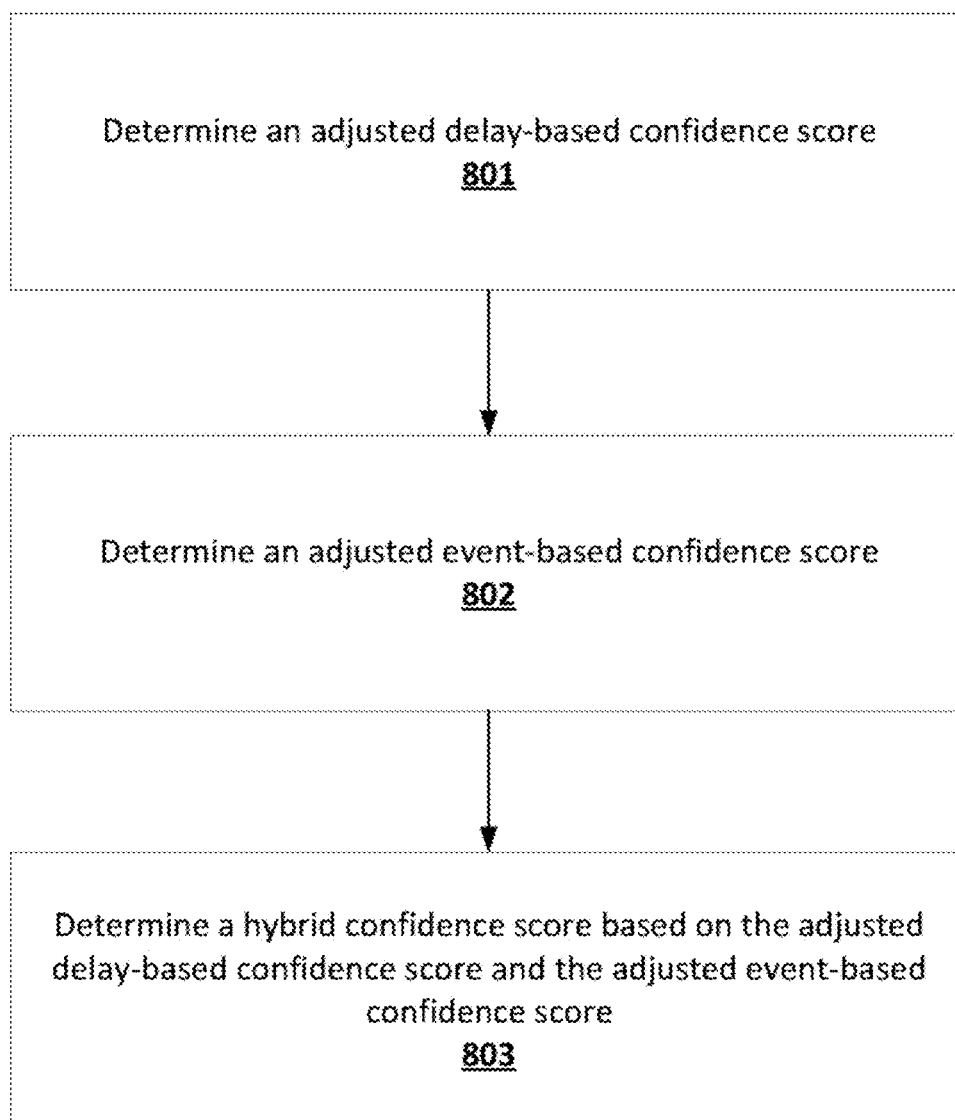 Determine an adjusted delay-based confidence score
801
Determine an adjusted event-based confidence score
802
Determine a hybrid confidence score based on the adjusted
delay-based confidence score and the adjusted event-based
confidence score
803